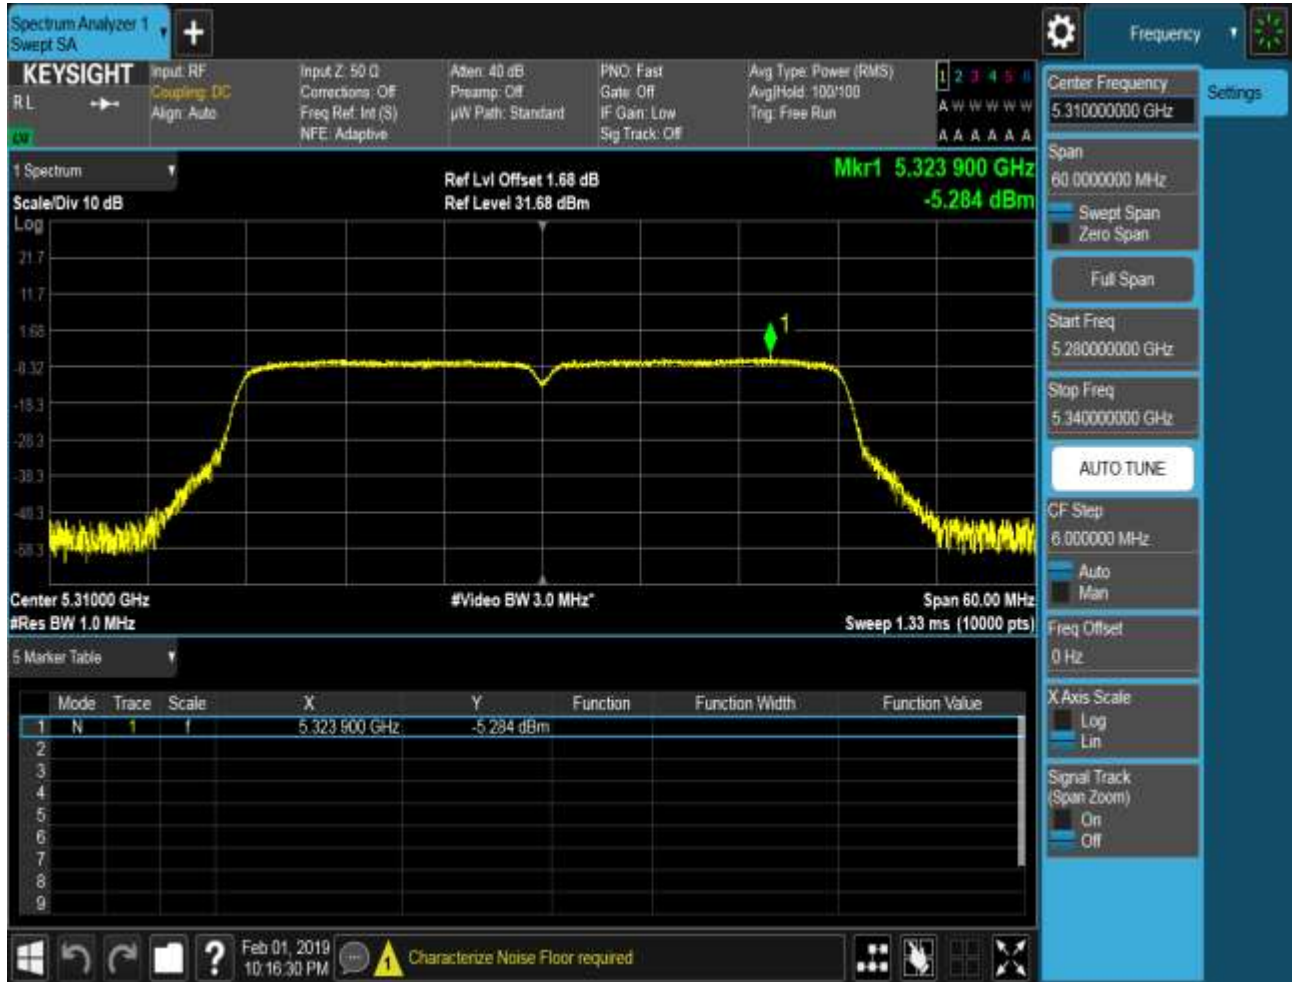 Spectrum Analyzer 1
Swept SA
+
Frequency
KEYSIGHT
RL
Input: RF
Coupling: DC
Align: Auto
Input Z: 50 Ω
Corrections: Off
Freq Ref: Int (S)
NFE: Adaptive
Atten: 40 dB
Preamp: Off
µW Path: Standard
PNO: Fast
Gate: Off
IF Gain: Low
Sig Track: Off
Avg Type: Power (RMS)
Avg|Hold: 100/100
Trig: Free Run
1 2 3 4 5 6
A W W W W W
A A A A A A
1 Spectrum
Scale/Div 10 dB
Ref Lvl Offset 1.68 dB
Ref Level 31.68 dBm
Mkr1 5.323 900 GHz
-5.284 dBm
Log
21.7
11.7
1.68
-8.32
-18.3
-28.3
-38.3
-48.3
-58.3
1
Center 5.31000 GHz
#Res BW 1.0 MHz
#Video BW 3.0 MHz*
Span 60.00 MHz
Sweep 1.33 ms (10000 pts)
5 Marker Table
Mode Trace Scale X Y Function Function Width Function Value
1 N 1 f 5.323 900 GHz -5.284 dBm
2
3
4
5
6
7
8
9
Feb 01, 2019
10:16:30 PM
1
Characterize Noise Floor required
?
Center Frequency
5.310000000 GHz
Settings
Span
60.0000000 MHz
Swept Span
Zero Span
Full Span
Start Freq
5.280000000 GHz
Stop Freq
5.340000000 GHz
AUTO TUNE
CF Step
6.000000 MHz
Auto
Man
Freq Offset
0 Hz
X Axis Scale
Log
Lin
Signal Track
(Span Zoom)
On
Off